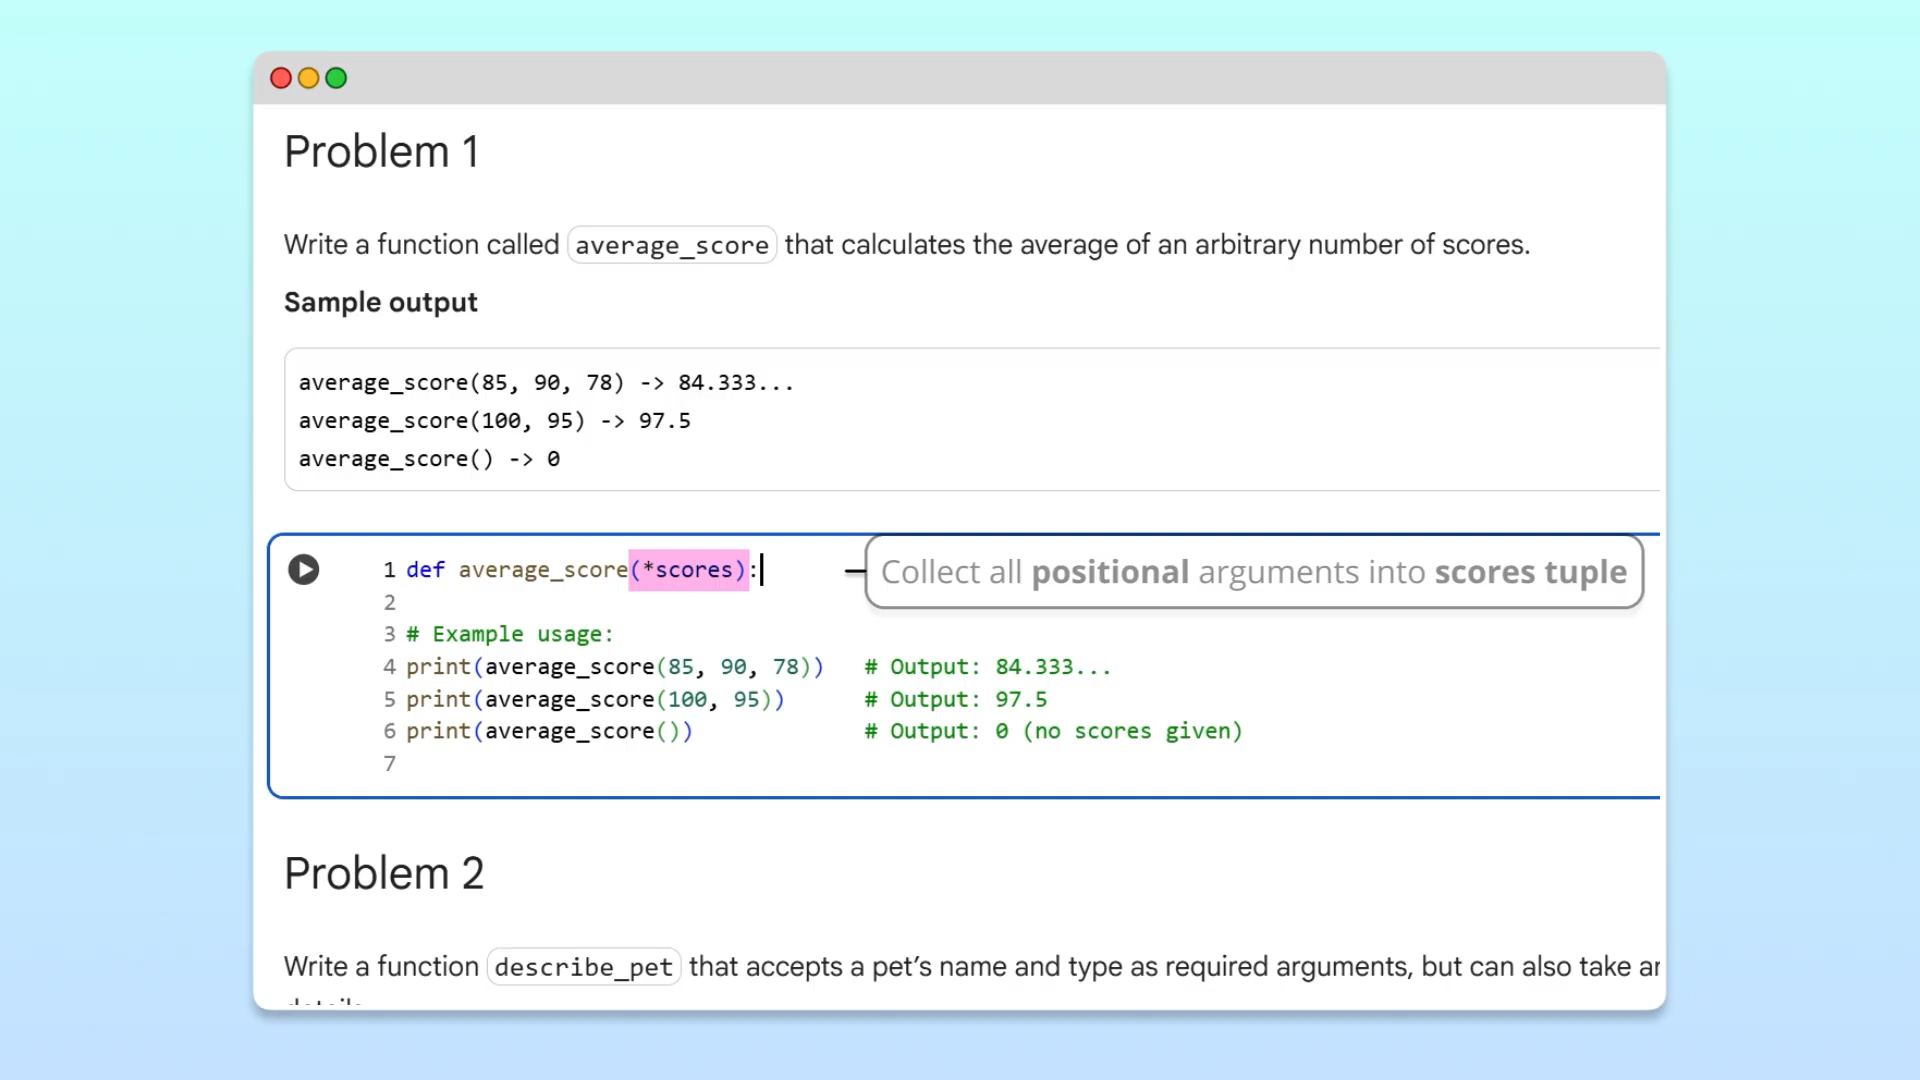 Problem 1
Write a function called average_score that calculates the average of an arbitrary number of scores.
Sample output
average_score(85, 90, 78) -> 84.333...
average_score(100, 95) -> 97.5
average_score() -> 0
1 def average_score(*scores):
Collect all positional arguments into scores tuple
2
3 # Example usage:
4 print(average_score(85, 90, 78))   # Output: 84.333...
5 print(average_score(100, 95))      # Output: 97.5
6 print(average_score())             # Output: 0 (no scores given)
7
Problem 2
Write a function describe_pet that accepts a pet’s name and type as required arguments, but can also take